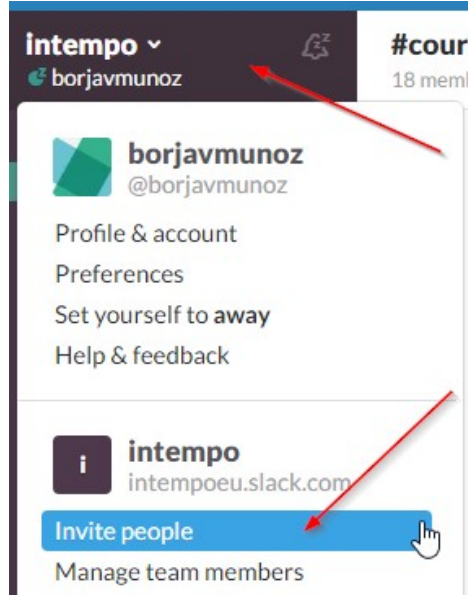 intempo
borjavmunoz
#cour
18 meml
borjavmunoz
@borjavmunoz
Profile & account
Preferences
Set yourself to away
Help & feedback
i
intempo
intempoeu.slack.com
Invite people
Manage team members